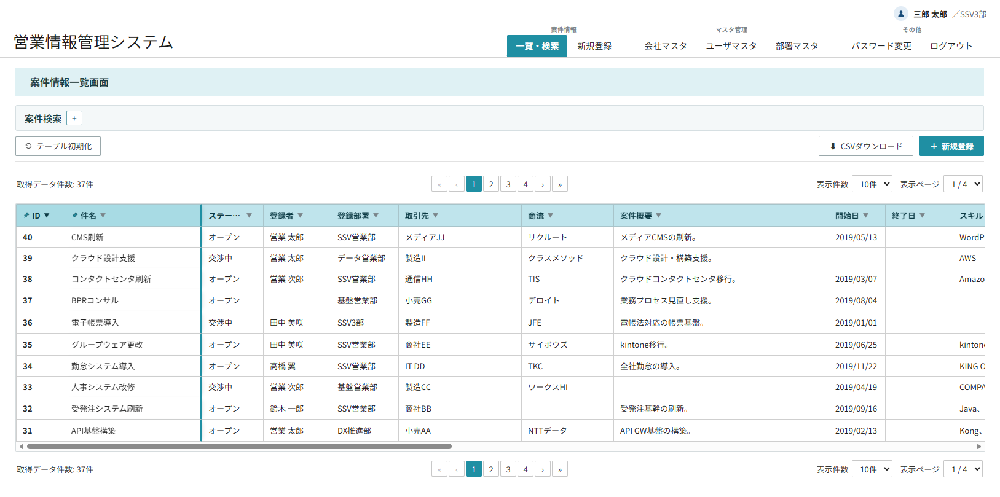 三郎 太郎 ／SSV3部
営業情報管理システム
案件情報
一覧・検索 新規登録
マスタ管理
会社マスタ ユーザマスタ 部署マスタ
その他
パスワード変更 ログアウト
案件情報一覧画面
案件検索 +
テーブル初期化
CSVダウンロード + 新規登録
取得データ件数: 37件
« ‹ 1 2 3 4 › »
表示件数 10件 表示ページ 1 / 4
ID ▼ 件名 ▼ ステー… ▼ 登録者 ▼ 登録部署 ▼ 取引先 ▼ 商流 ▼ 案件概要 ▼ 開始日 ▼ 終了日 ▼ スキル
40 CMS刷新 オープン 営業 太郎 SSV営業部 メディアJJ リクルート メディアCMSの刷新。 2019/05/13 WordP
39 クラウド設計支援 交渉中 営業 太郎 データ営業部 製造II クラスメソッド クラウド設計・構築支援。 AWS
38 コンタクトセンタ刷新 オープン 営業 次郎 SSV営業部 通信HH TIS クラウドコンタクトセンタ移行。 2019/03/07 Amazo
37 BPRコンサル オープン 基盤営業部 小売GG デロイト 業務プロセス見直し支援。 2019/08/04
36 電子帳票導入 交渉中 田中 美咲 SSV3部 製造FF JFE 電帳法対応の帳票基盤。 2019/01/01
35 グループウェア更改 オープン 田中 美咲 SSV営業部 商社EE サイボウズ kintone移行。 2019/06/25 kinton
34 勤怠システム導入 オープン 高橋 翼 SSV営業部 IT DD TKC 全社勤怠の導入。 2019/11/22 KING O
33 人事システム改修 交渉中 営業 次郎 基盤営業部 製造CC ワークスHI 2019/04/19 COMPA
32 受発注システム刷新 オープン 鈴木 一郎 SSV営業部 商社BB 受発注基幹の刷新。 2019/09/16 Java、
31 API基盤構築 オープン 営業 太郎 DX推進部 小売AA NTTデータ API GW基盤の構築。 2019/02/13 Kong、
取得データ件数: 37件
« ‹ 1 2 3 4 › »
表示件数 10件 表示ページ 1 / 4